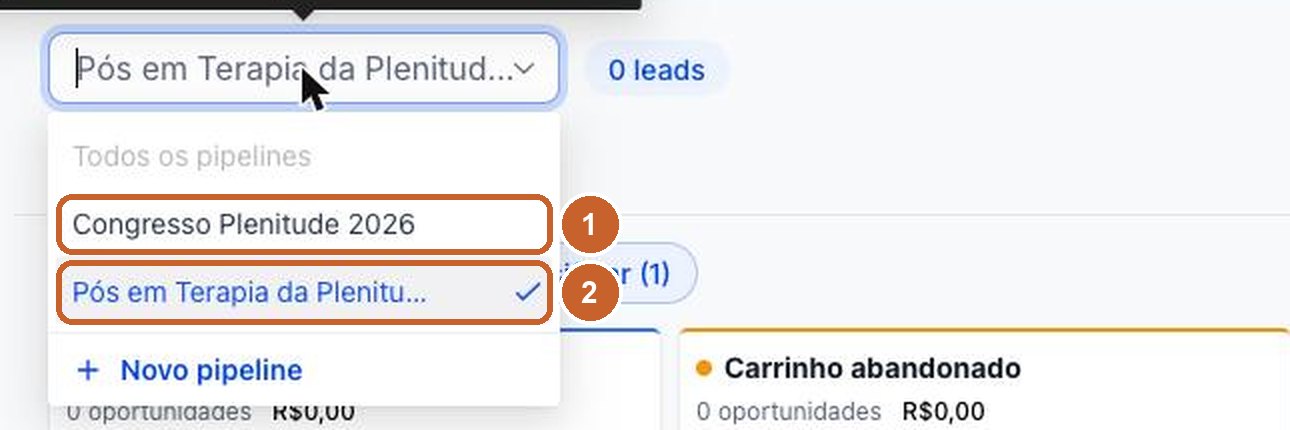 Pós em Terapia da Plenitud...
0 leads
Todos os pipelines
Congresso Plenitude 2026
1
r (1)
Pós em Terapia da Plenitu...
2
+ Novo pipeline
Carrinho abandonado
0 oportunidades R$0,00
0 oportunidades R$0,00